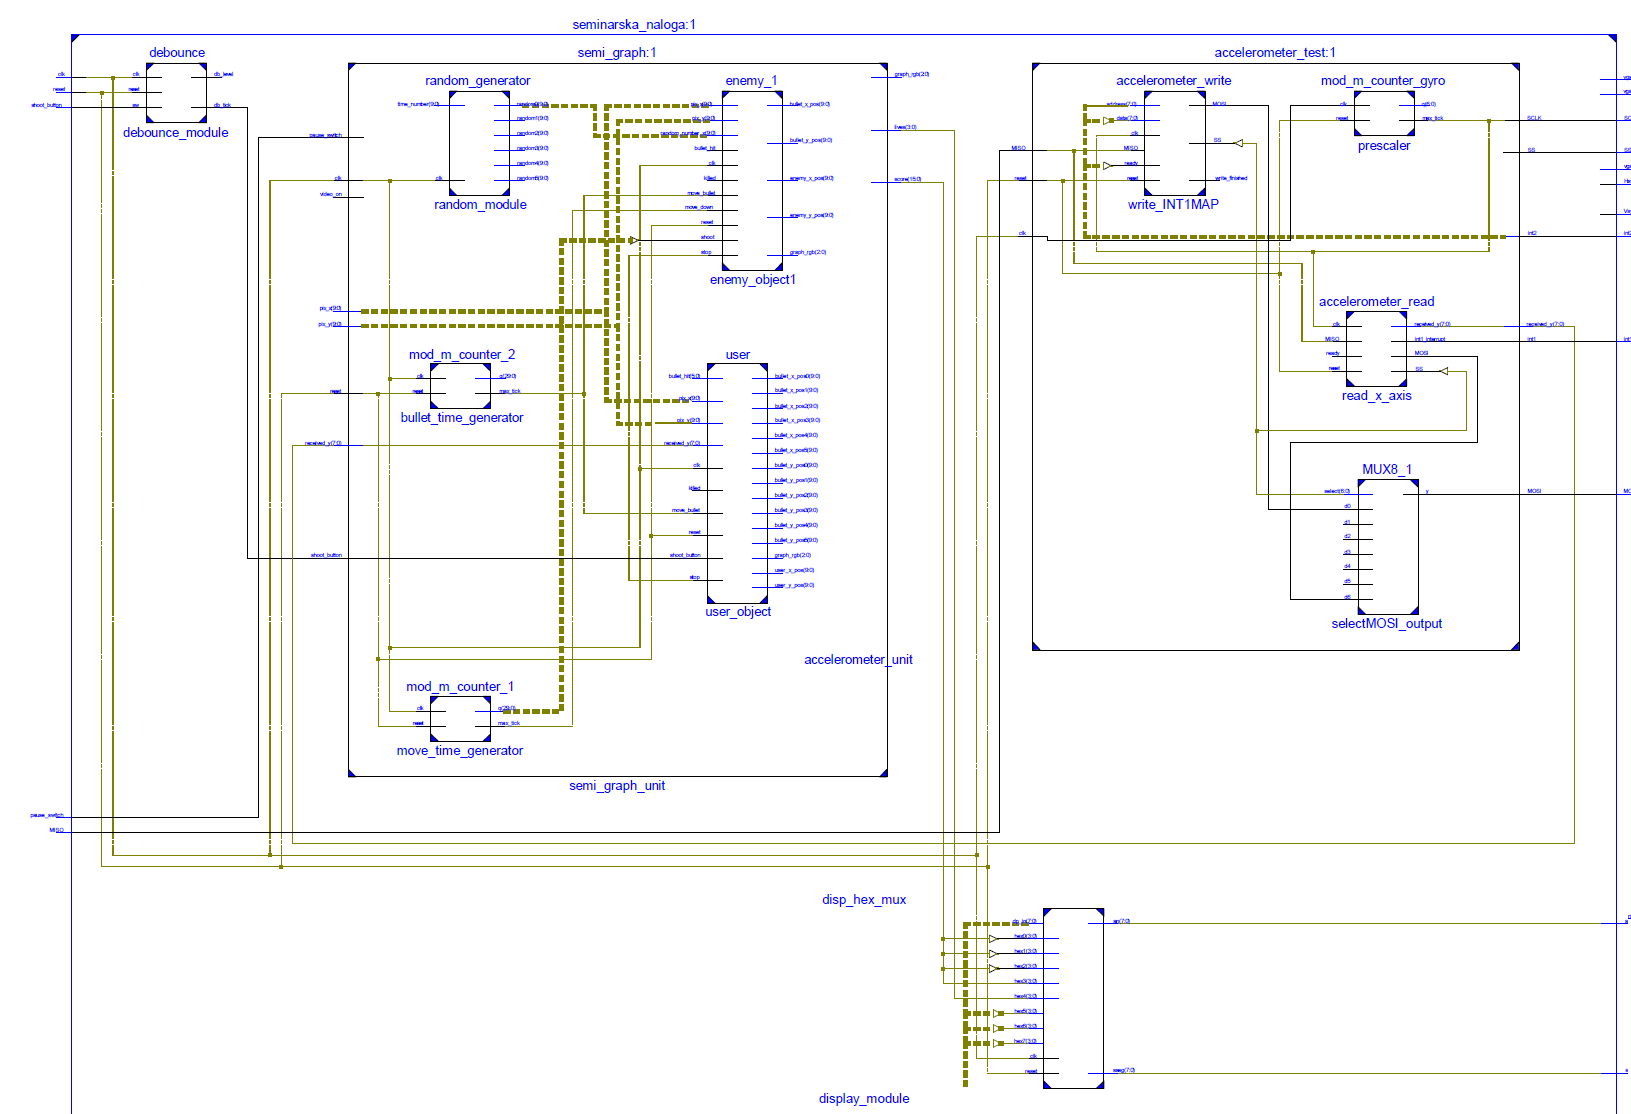 seminarska_naloga:1
debounce
clk
reset
shoot_button
clk
reset
sw
db_level
db_tick
debounce_module
semi_graph:1
pause_switch
clk
video_on
pix_x(9:0)
pix_y(9:0)
reset
received_y(7:0)
shoot_button
random_generator
time_number(9:0)
clk
random0(9:0)
random1(9:0)
random2(9:0)
random3(9:0)
random4(9:0)
random5(9:0)
random_module
enemy_1
pix_x(9:0)
pix_y(9:0)
random_number_x(9:0)
bullet_hit
clk
killed
move_bullet
move_down
reset
shoot
stop
bullet_x_pos(9:0)
bullet_y_pos(9:0)
enemy_x_pos(9:0)
enemy_y_pos(9:0)
graph_rgb(2:0)
enemy_object1
graph_rgb(2:0)
lives(3:0)
score(15:0)
mod_m_counter_2
clk
reset
q(29:0)
max_tick
bullet_time_generator
user
bullet_hit(5:0)
pix_x(9:0)
pix_y(9:0)
received_y(7:0)
clk
killed
move_bullet
reset
shoot_button
stop
bullet_x_pos0(9:0)
bullet_x_pos1(9:0)
bullet_x_pos2(9:0)
bullet_x_pos3(9:0)
bullet_x_pos4(9:0)
bullet_x_pos5(9:0)
bullet_y_pos0(9:0)
bullet_y_pos1(9:0)
bullet_y_pos2(9:0)
bullet_y_pos3(9:0)
bullet_y_pos4(9:0)
bullet_y_pos5(9:0)
graph_rgb(2:0)
user_x_pos(9:0)
user_y_pos(9:0)
user_object
accelerometer_unit
mod_m_counter_1
clk
reset
q(29:0)
max_tick
move_time_generator
semi_graph_unit
pause_switch
MISO
accelerometer_test:1
MISO
reset
clk
accelerometer_write
address(7:0)
data(7:0)
clk
MISO
ready
reset
MOSI
SS
write_finished
write_INT1MAP
mod_m_counter_gyro
clk
reset
q(5:0)
max_tick
prescaler
SCLK
SS
int2
accelerometer_read
clk
MISO
ready
reset
received_y(7:0)
int1_interrupt
MOSI
SS
read_x_axis
received_y(7:0)
int1
MUX8_1
select(6:0)
d0
d1
d2
d3
d4
d5
d6
y
MOSI
selectMOSI_output
disp_hex_mux
dp_in(7:0)
hex0(3:0)
hex1(3:0)
hex2(3:0)
hex3(3:0)
hex4(3:0)
hex5(3:0)
hex6(3:0)
hex7(3:0)
clk
reset
an(7:0)
sseg(7:0)
display_module